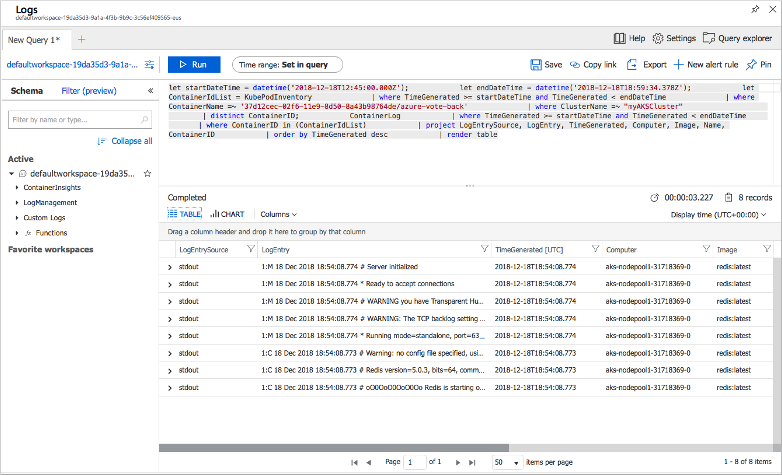 Logs
defaultworkspace-19da35d3-9a1a-4f3b-9b9c-3c56ef409565-eus
New Query 1* +
Help Settings Query explorer
defaultworkspace-19da35d3-9a1a-... Run Time range: Set in query Save Copy link Export New alert rule Pin
Schema Filter (preview)
let startDateTime = datetime('2018-12-18T12:45:00.000Z'); let endDateTime = datetime('2018-12-18T18:59:34.378Z'); let
ContainerIdList = KubePodInventory | where TimeGenerated >= startDateTime and TimeGenerated < endDateTime | where
ContainerName =~ '37d12cec-02f6-11e9-8d50-0a43b98764de/azure-vote-back' | where ClusterName =~ "myAKSCluster"
| distinct ContainerID; ContainerLog | where TimeGenerated >= startDateTime and TimeGenerated < endDateTime
| where ContainerID in (ContainerIdList) | project LogEntrySource, LogEntry, TimeGenerated, Computer, Image, Name,
ContainerID | order by TimeGenerated desc | render table
Filter by name or type...
Collapse all
Active
defaultworkspace-19da35...
ContainerInsights
LogManagement
Custom Logs
fx Functions
Favorite workspaces
Completed 00:00:03.227 8 records
TABLE CHART Columns Display time (UTC+00:00)
Drag a column header and drop it here to group by that column
LogEntrySource LogEntry TimeGenerated [UTC] Computer Image
stdout 1:M 18 Dec 2018 18:54:08.774 # Server initialized 2018-12-18T18:54:08.774 aks-nodepool1-31718369-0 redis:latest
stdout 1:M 18 Dec 2018 18:54:08.774 * Ready to accept connections 2018-12-18T18:54:08.774 aks-nodepool1-31718369-0 redis:latest
stdout 1:M 18 Dec 2018 18:54:08.774 # WARNING you have Transparent Hu... 2018-12-18T18:54:08.774 aks-nodepool1-31718369-0 redis:latest
stdout 1:M 18 Dec 2018 18:54:08.774 # WARNING: The TCP backlog setting ... 2018-12-18T18:54:08.774 aks-nodepool1-31718369-0 redis:latest
stdout 1:M 18 Dec 2018 18:54:08.774 * Running mode=standalone, port=63... 2018-12-18T18:54:08.774 aks-nodepool1-31718369-0 redis:latest
stdout 1:C 18 Dec 2018 18:54:08.773 # Warning: no config file specified, usi... 2018-12-18T18:54:08.773 aks-nodepool1-31718369-0 redis:latest
stdout 1:C 18 Dec 2018 18:54:08.773 # Redis version=5.0.3, bits=64, comm... 2018-12-18T18:54:08.773 aks-nodepool1-31718369-0 redis:latest
stdout 1:C 18 Dec 2018 18:54:08.773 # oO0OoO0OoO0Oo Redis is starting o... 2018-12-18T18:54:08.773 aks-nodepool1-31718369-0 redis:latest
Page 1 of 1 50 items per page 1 - 8 of 8 items